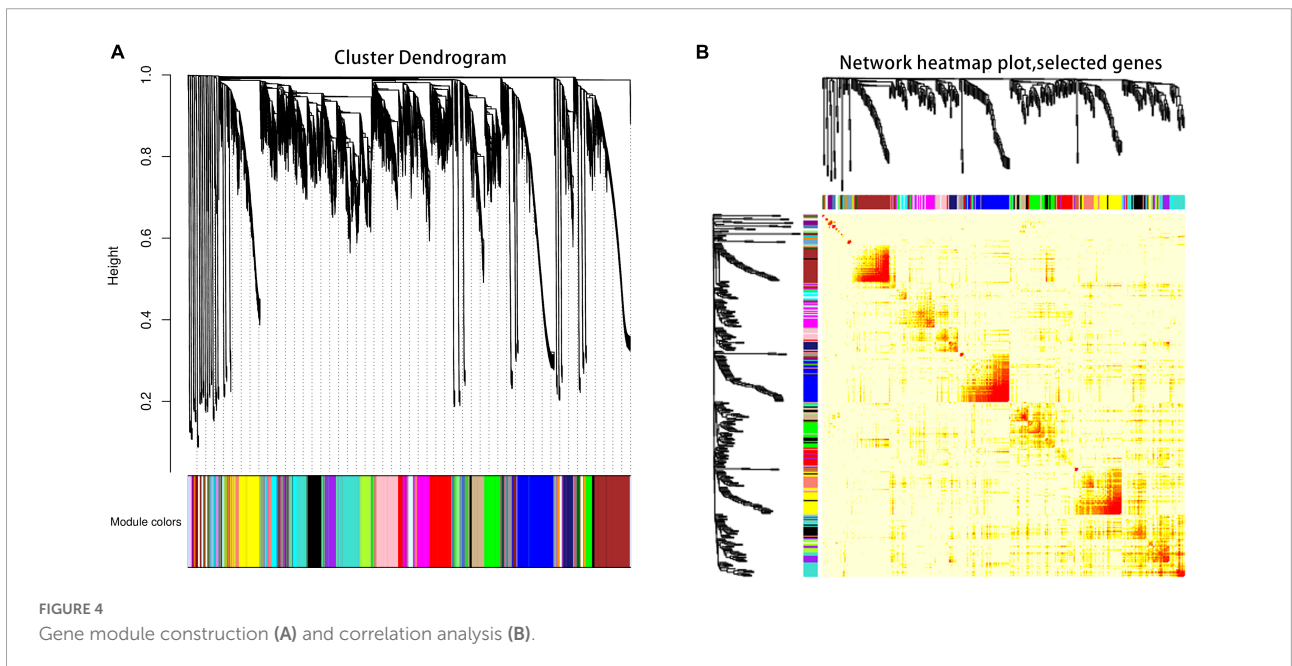 A
Cluster Dendrogram
Height
1.0
0.8
0.6
0.4
0.2
Module colors
B
Network heatmap plot,selected genes
FIGURE 4
Gene module construction (A) and correlation analysis (B).